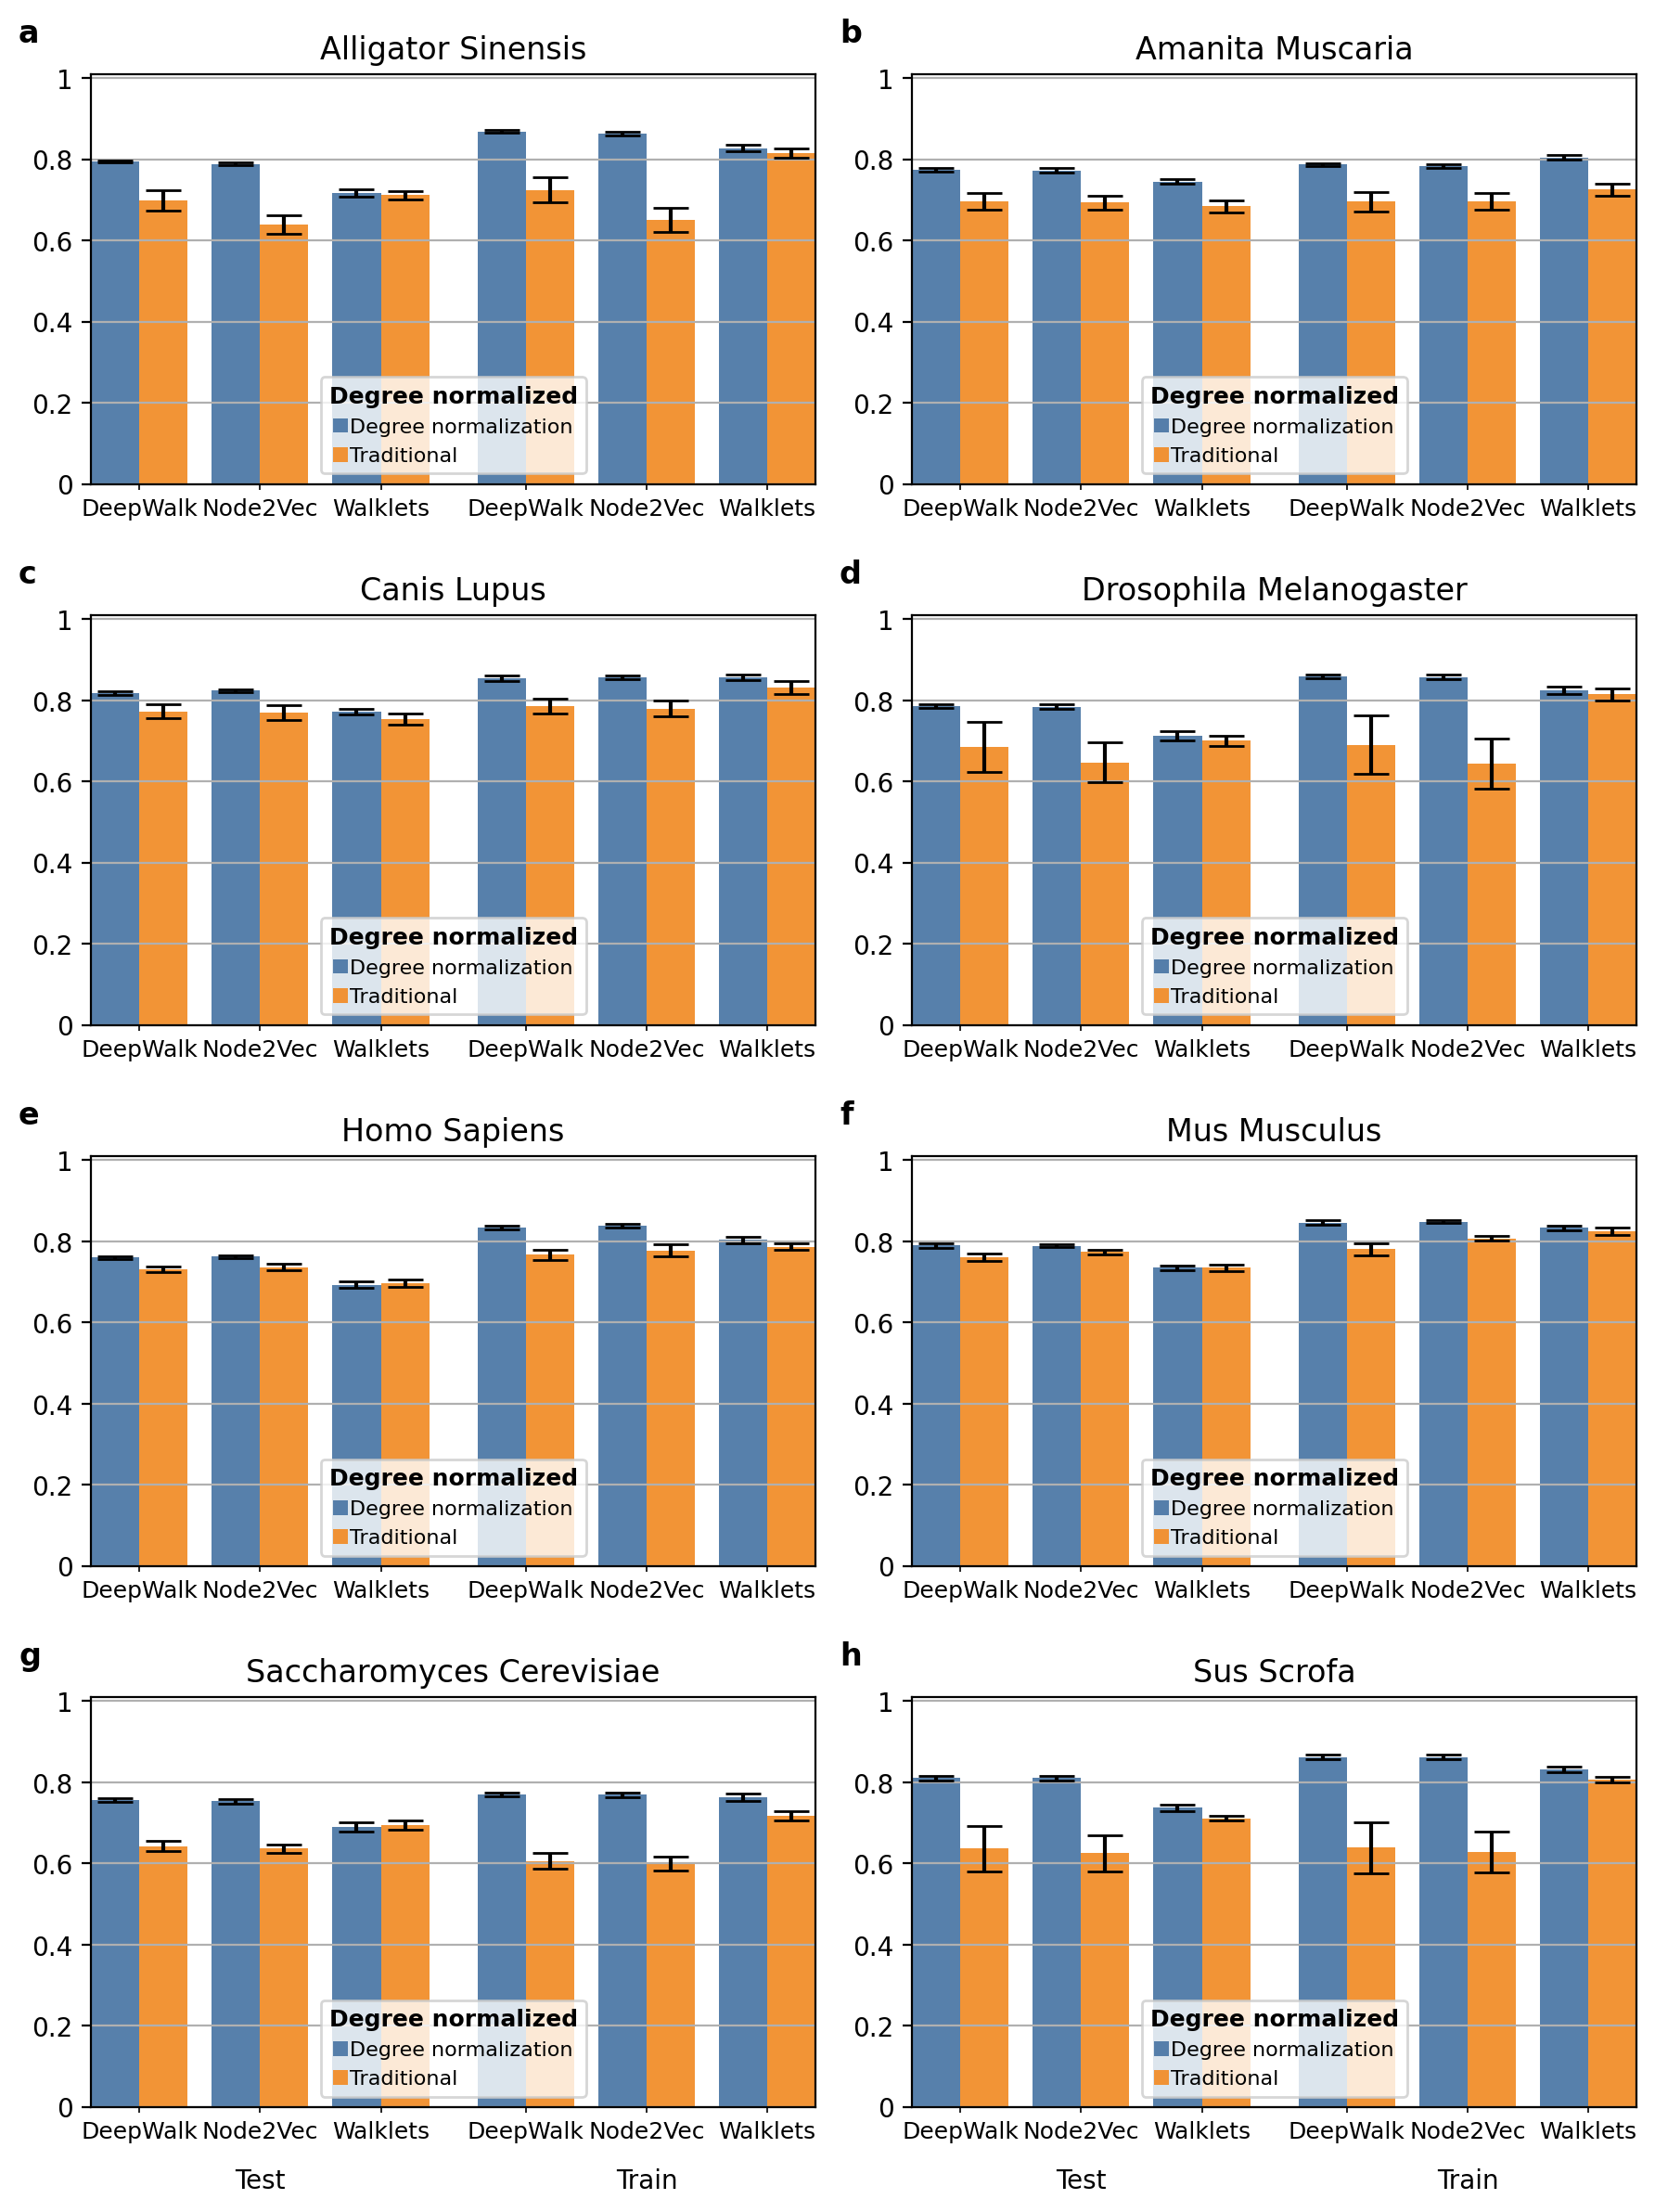 a
Alligator Sinensis
1
0.8
0.6
0.4
0.2
0
Degree normalized
Degree normalization
Traditional
DeepWalk Node2Vec Walklets DeepWalk Node2Vec Walklets
b
Amanita Muscaria
1
0.8
0.6
0.4
0.2
0
Degree normalized
Degree normalization
Traditional
DeepWalk Node2Vec Walklets DeepWalk Node2Vec Walklets
c
Canis Lupus
1
0.8
0.6
0.4
0.2
0
Degree normalized
Degree normalization
Traditional
DeepWalk Node2Vec Walklets DeepWalk Node2Vec Walklets
d
Drosophila Melanogaster
1
0.8
0.6
0.4
0.2
0
Degree normalized
Degree normalization
Traditional
DeepWalk Node2Vec Walklets DeepWalk Node2Vec Walklets
e
Homo Sapiens
1
0.8
0.6
0.4
0.2
0
Degree normalized
Degree normalization
Traditional
DeepWalk Node2Vec Walklets DeepWalk Node2Vec Walklets
f
Mus Musculus
1
0.8
0.6
0.4
0.2
0
Degree normalized
Degree normalization
Traditional
DeepWalk Node2Vec Walklets DeepWalk Node2Vec Walklets
g
Saccharomyces Cerevisiae
1
0.8
0.6
0.4
0.2
0
Degree normalized
Degree normalization
Traditional
DeepWalk Node2Vec Walklets DeepWalk Node2Vec Walklets
Test Train
h
Sus Scrofa
1
0.8
0.6
0.4
0.2
0
Degree normalized
Degree normalization
Traditional
DeepWalk Node2Vec Walklets DeepWalk Node2Vec Walklets
Test Train